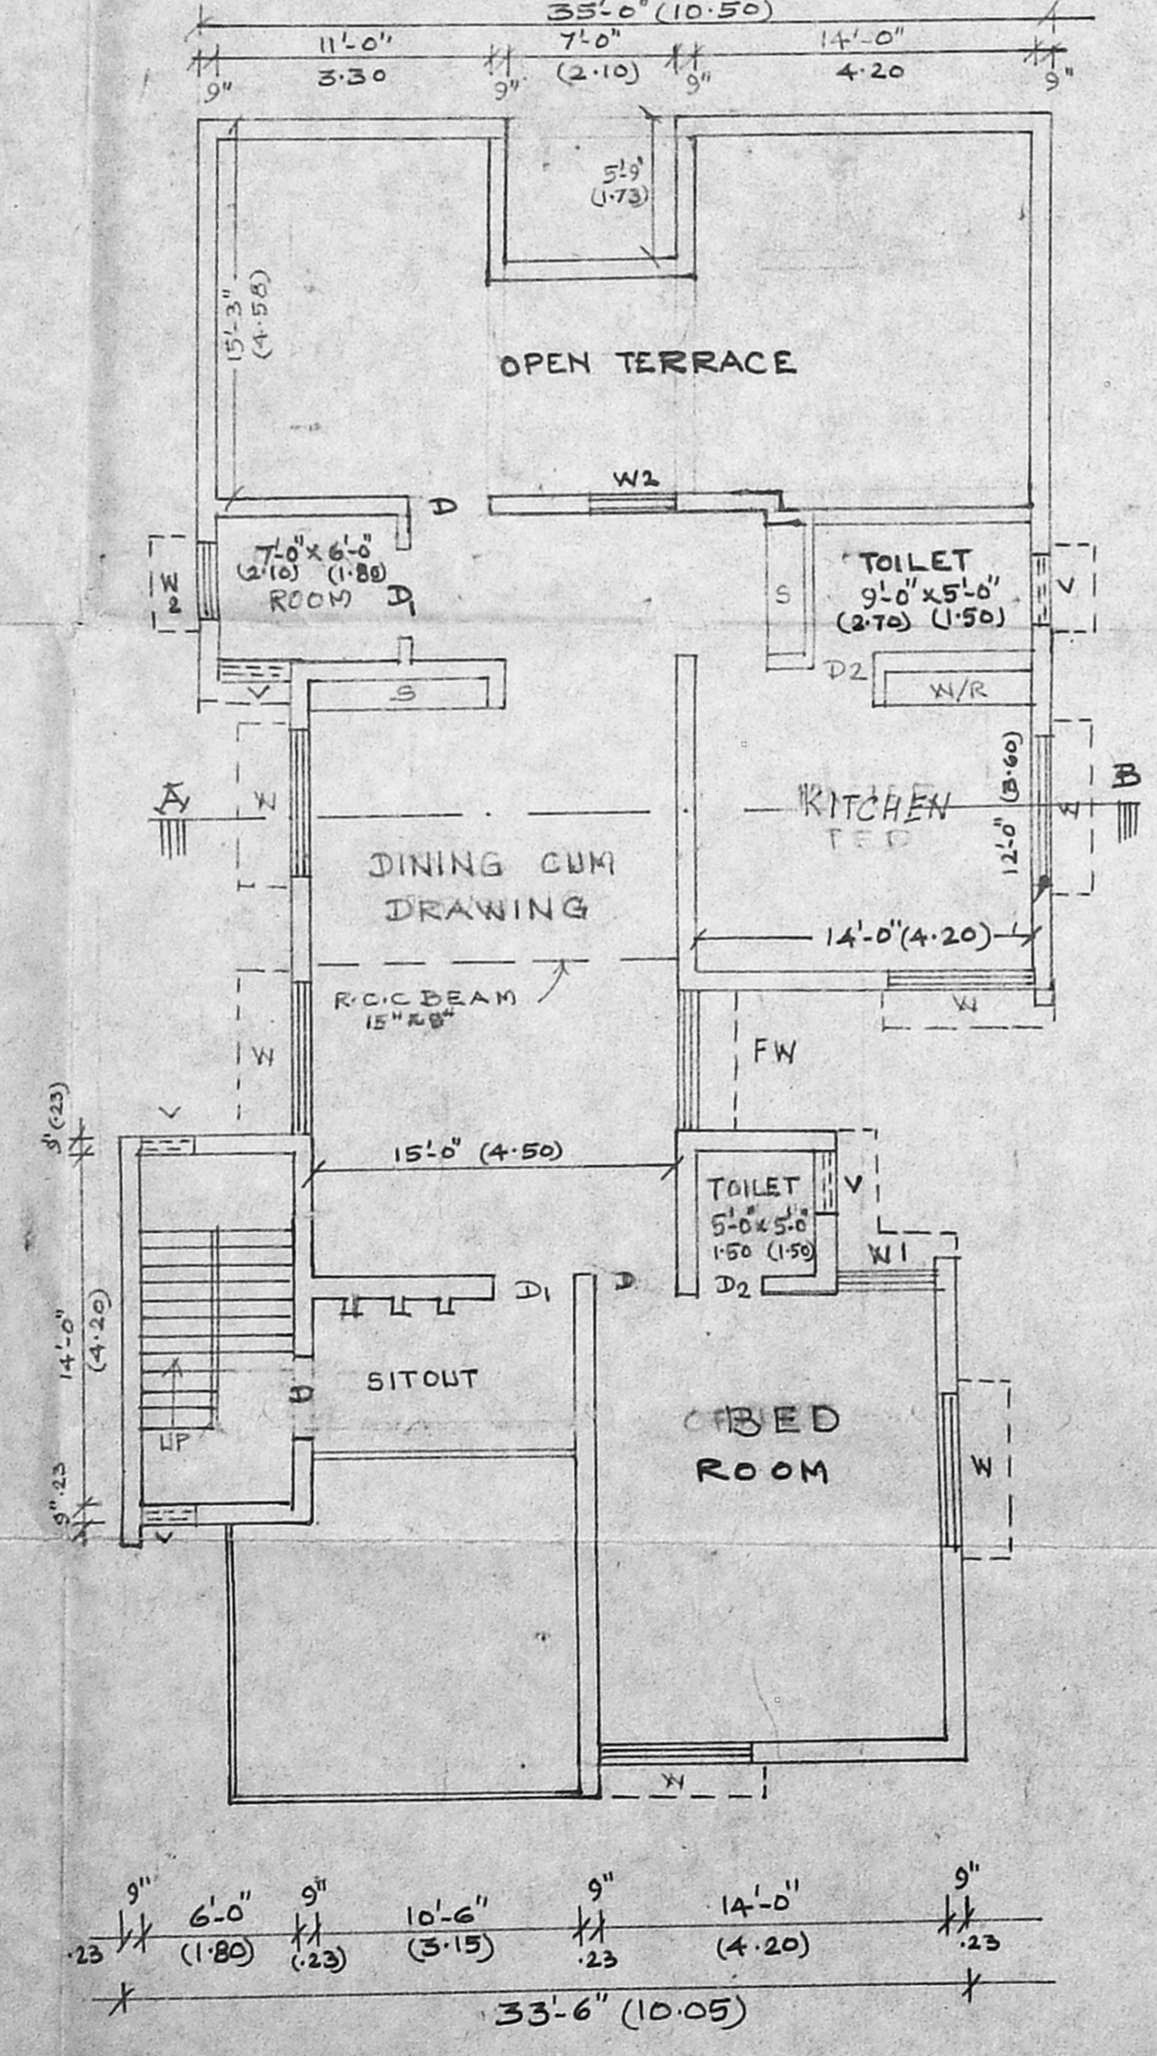 35'-0" (10.50)
11'-0" 7'-0" 14'-0"
3.30 (2.10) 4.20
9" 9" 9" 9"
5'-9"
(1.73)
15'-3"
(4.58)
OPEN TERRACE
W2
D
7'-0" x 6'-0"
(2.10) (1.80)
ROOM D1
W2
S
TOILET
9'-0" x 5'-0"
(2.70) (1.50)
V
D2
W/R
V
S
A
W
KITCHEN
12'-0" (3.60)
W
B
DINING CUM
DRAWING
14'-0" (4.20)
R.C.C BEAM
15" x 9"
W
W
FW
9" (.23)
V
15'-0" (4.50)
TOILET
5'-0" x 5'-0"
1.50 (1.50)
V
W1
D1
D
D2
14'-0"
(4.20)
SITOUT
D
UP
BED
ROOM
W
9" .23
V
W
9" 9" 9" 9"
6'-0" 10'-6" 14'-0"
.23 (1.80) (.23) (3.15) .23 (4.20) .23
33'-6" (10.05)